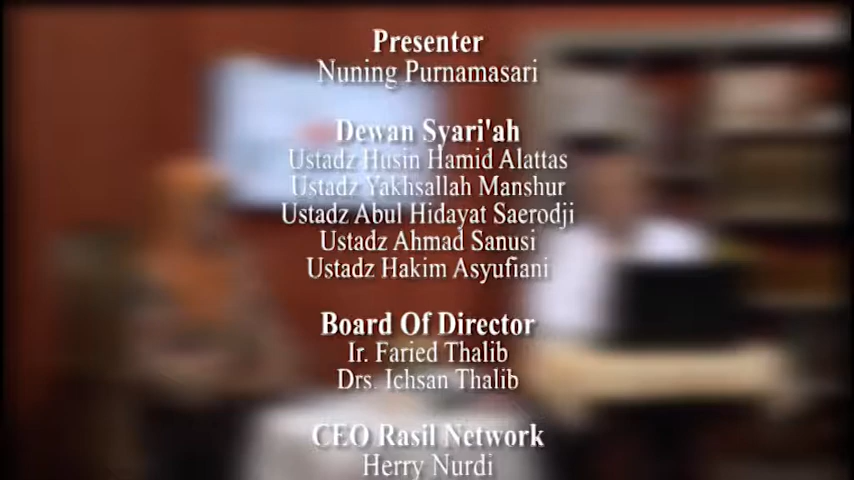 Presenter
Nuning Purnamasari
Dewan Syari'ah
Ustadz Husin Hamid Alattas
Ustadz Yakhsallah Manshur
Ustadz Abul Hidayat Saerodji
Ustadz Ahmad Sanusi
Ustadz Hakim Asyufiani
Board Of Director
Ir. Faried Thalib
Drs. Ichsan Thalib
CEO Rasil Network
Herry Nurdi